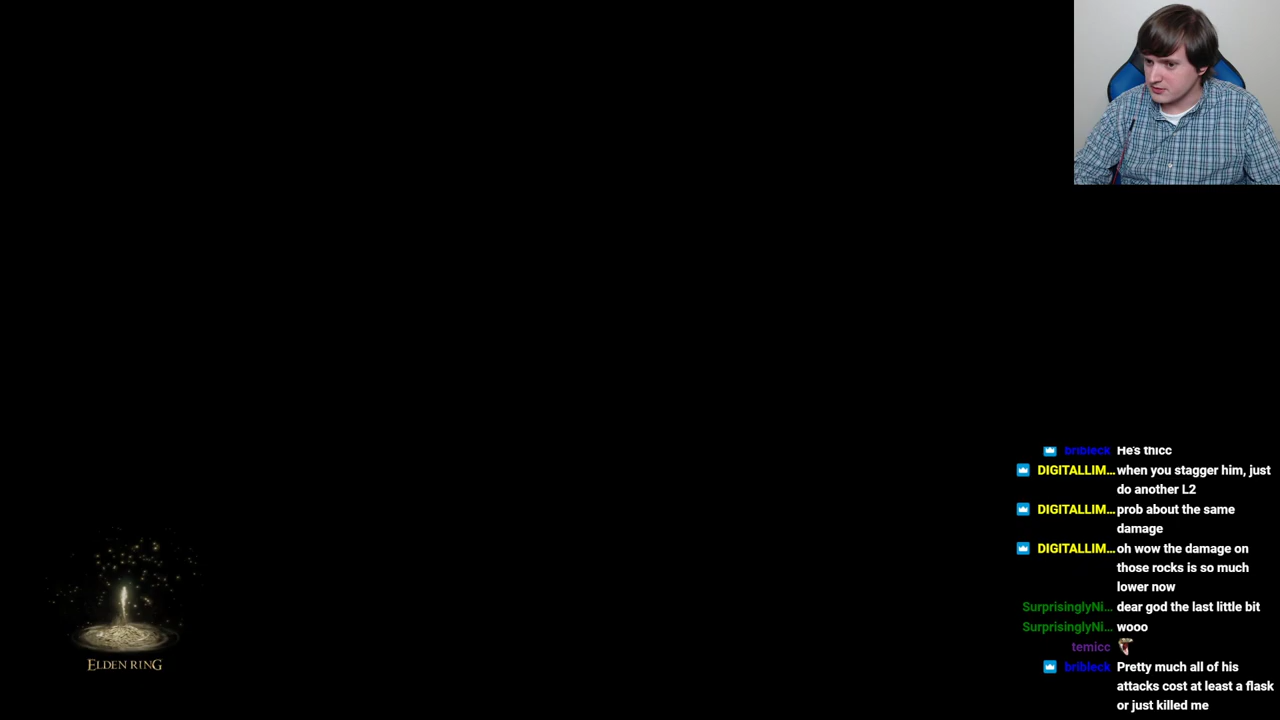 bribleck He's thicc
DIGITALLIM... when you stagger him, just
do another L2
DIGITALLIM... prob about the same
damage
DIGITALLIM... oh wow the damage on
those rocks is so much
lower now
SurprisinglyNi... dear god the last little bit
SurprisinglyNi... wooo
temicc
bribleck Pretty much all of his
attacks cost at least a flask
or just killed me
ELDEN RING